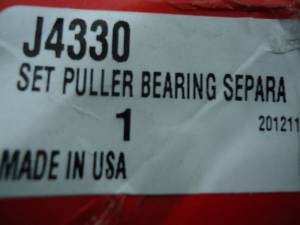 J4330
SET PULLER BEARING SEPARA
1
201211
MADE IN USA